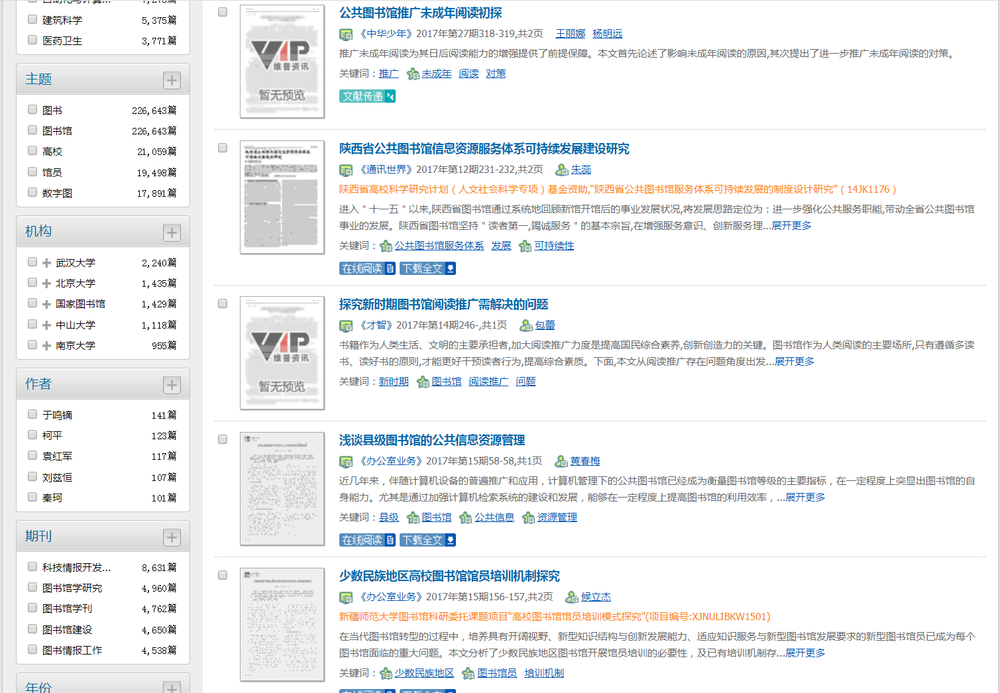 建筑科学 5,375篇
医药卫生 3,771篇
主题
图书 226,643篇
图书馆 226,643篇
高校 21,059篇
馆员 19,498篇
数字图 17,891篇
机构
武汉大学 2,240篇
北京大学 1,435篇
国家图书馆 1,429篇
中山大学 1,118篇
南京大学 955篇
作者
于鸣镝 141篇
柯平 123篇
袁红军 117篇
刘兹恒 107篇
秦珂 101篇
期刊
科技情报开发... 8,631篇
图书馆学研究 4,960篇
图书馆学刊 4,762篇
图书馆建设 4,650篇
图书情报工作 4,538篇
年份
VIP
维普资讯
暂无预览
公共图书馆推广未成年阅读初探
《中华少年》2017年第27期318-319,共2页 王丽娜 杨明远
推广未成年阅读为其日后阅读能力的增强提供了前提保障。本文首先论述了影响未成年阅读的原因,其次提出了进一步推广未成年阅读的对策。
关键词：推广 未成年 阅读 对策
文献传递
陕西省公共图书馆信息资源服务体系可持续发展建设研究
《通讯世界》2017年第12期231-232,共2页 朱蕊
陕西省高校科学研究计划（人文社会科学专项）基金资助,“陕西省公共图书馆服务体系可持续发展的制度设计研究”（14JK1176）
进入＂十一五＂以来,陕西省图书馆通过系统地回顾新馆开馆后的事业发展状况,将发展思路定位为：进一步强化公共服务职能,带动全省公共图书馆
事业的发展。陕西省图书馆坚持＂读者第一,竭诚服务＂的基本宗旨,在增强服务意识、创新服务理...展开更多
关键词：公共图书馆服务体系 发展 可持续性
在线阅读 下载全文
VIP
维普资讯
暂无预览
探究新时期图书馆阅读推广需解决的问题
《才智》2017年第14期246-,共1页 包蕾
书籍作为人类生活、文明的主要承担者,加大阅读推广力度是提高国民综合素养,创新创造力的关键。图书馆作为人类阅读的主要场所,只有遵循多读
书、读好书的原则,才能更好干预读者行为,提高综合素质。下面,本文从阅读推广存在问题角度出发...展开更多
关键词：新时期 图书馆 阅读推广 问题
浅谈县级图书馆的公共信息资源管理
《办公室业务》2017年第15期58-58,共1页 黄春梅
近几年来，伴随计算机设备的普遍推广和应用，计算机管理下的公共图书馆已经成为衡量图书馆等级的主要指标，在一定程度上突显出图书馆的自
身能力。尤其是通过加强计算机检索系统的建设和发展，能够在一定程度上提高图书馆的利用效率，...展开更多
关键词：县级 图书馆 公共信息 资源管理
在线阅读 下载全文
少数民族地区高校图书馆馆员培训机制探究
《办公室业务》2017年第15期156-157,共2页 候立杰
新疆师范大学图书馆科研委托课题项目“高校图书馆馆员培训模式探究”(项目编号:XJNULIBKW1501)
在当代图书馆转型的过程中，培养具有开阔视野、新型知识结构与创新发展能力、适应知识服务与新型图书馆发展要求的新型图书馆员已成为每个
图书馆面临的重大问题。本文分析了少数民族地区图书馆开展馆员培训的必要性，及已有培训机制存...展开更多
关键词：少数民族地区 图书馆员 培训机制